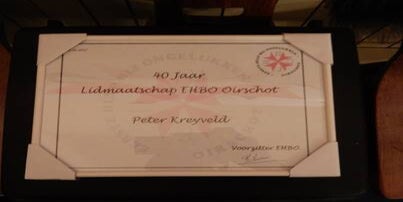 40 Jaar
Lidmaatschap EHBO Oirschot
Peter Kreyveld
Voorzitter EHBO